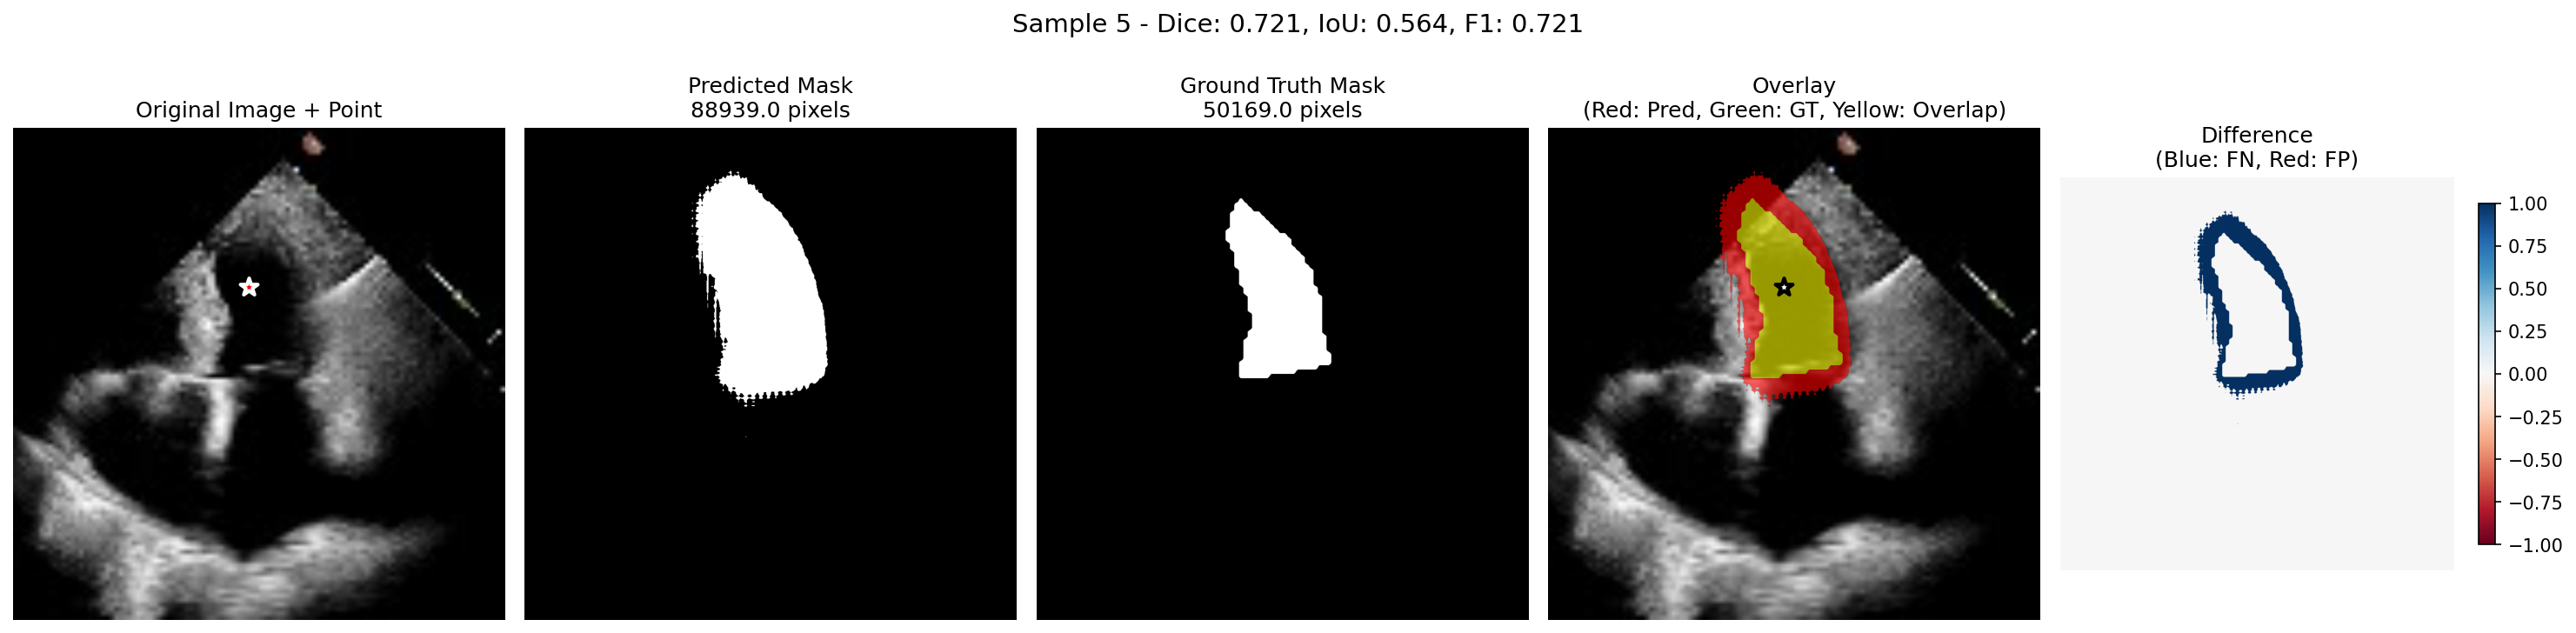 Sample 5 - Dice: 0.721, IoU: 0.564, F1: 0.721
Original Image + Point
Predicted Mask
88939.0 pixels
Ground Truth Mask
50169.0 pixels
Overlay
(Red: Pred, Green: GT, Yellow: Overlap)
Difference
(Blue: FN, Red: FP)
1.00
0.75
0.50
0.25
0.00
−0.25
−0.50
−0.75
−1.00